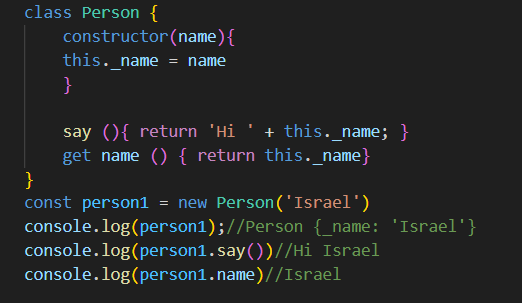 class Person {
constructor(name){
this._name = name
}
say (){ return 'Hi ' + this._name; }
get name () { return this._name}
}
const person1 = new Person('Israel')
console.log(person1);//Person {_name: 'Israel'}
console.log(person1.say())//Hi Israel
console.log(person1.name)//Israel